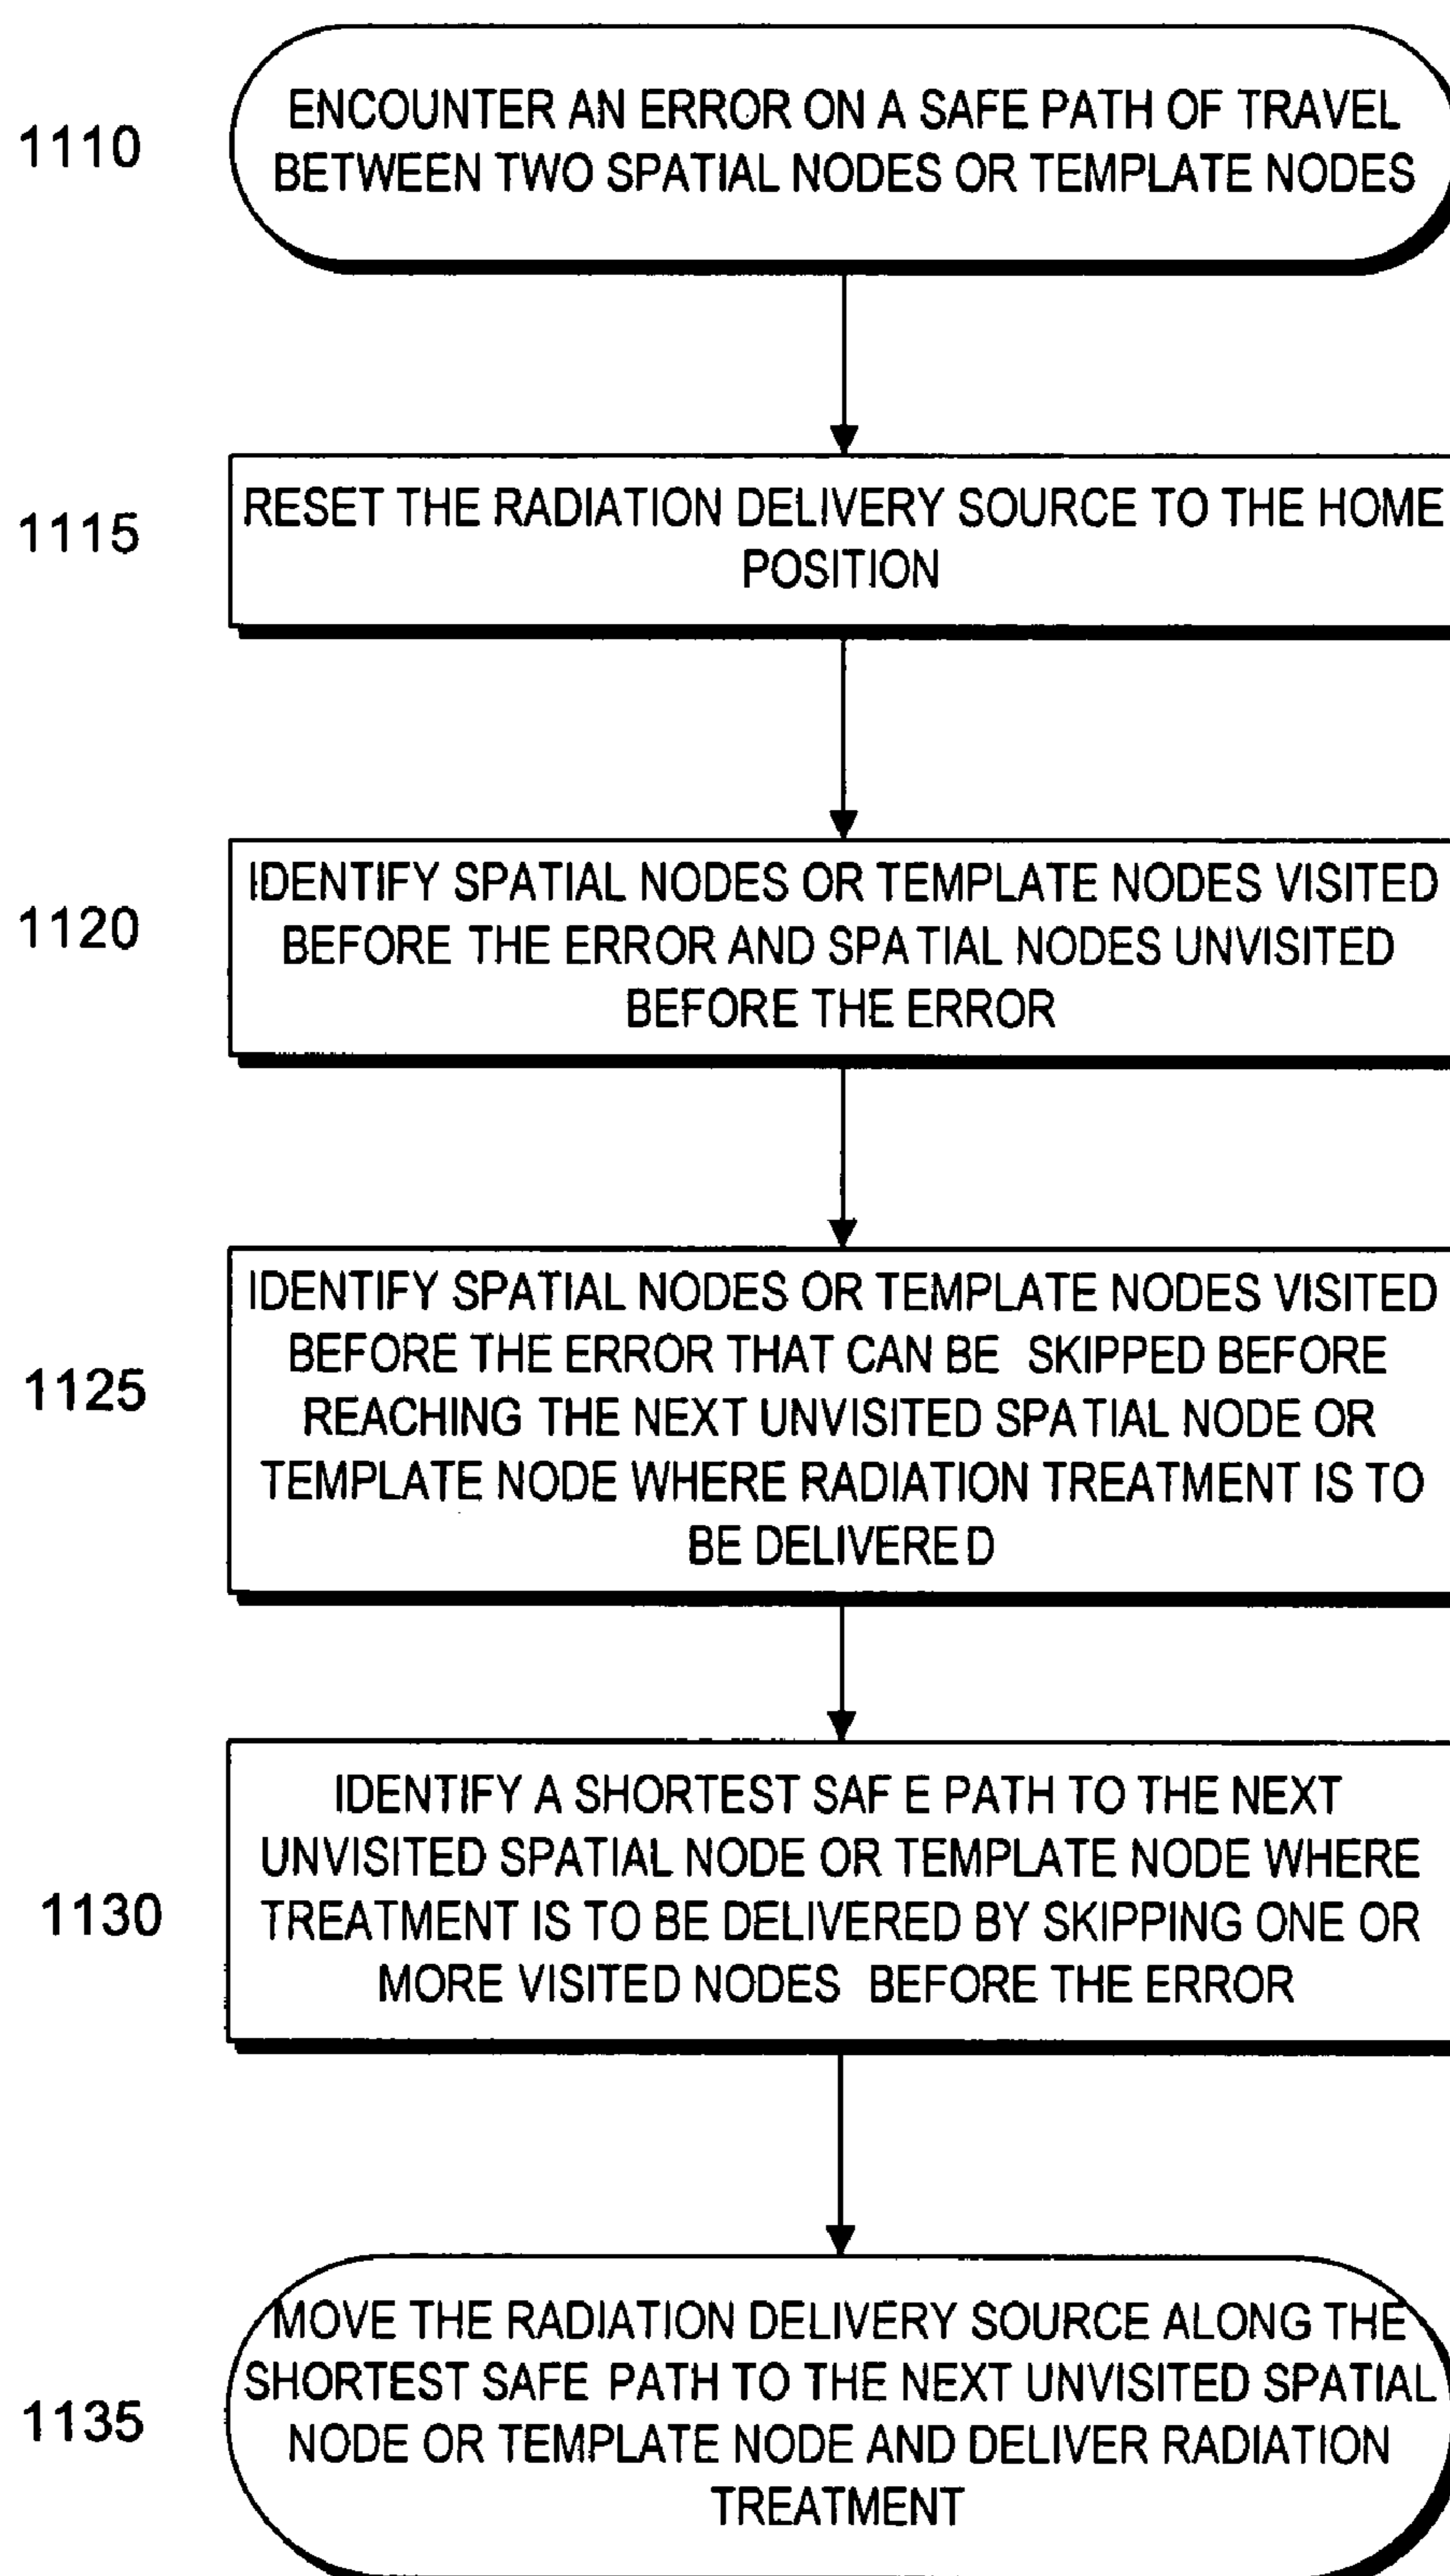 1110
ENCOUNTER AN ERROR ON A SAFE PATH OF TRAVEL
BETWEEN TWO SPATIAL NODES OR TEMPLATE NODES
1115
RESET THE RADIATION DELIVERY SOURCE TO THE HOME
POSITION
1120
IDENTIFY SPATIAL NODES OR TEMPLATE NODES VISITED
BEFORE THE ERROR AND SPATIAL NODES UNVISITED
BEFORE THE ERROR
1125
IDENTIFY SPATIAL NODES OR TEMPLATE NODES VISITED
BEFORE THE ERROR THAT CAN BE SKIPPED BEFORE
REACHING THE NEXT UNVISITED SPATIAL NODE OR
TEMPLATE NODE WHERE RADIATION TREATMENT IS TO
BE DELIVERED
1130
IDENTIFY A SHORTEST SAFE PATH TO THE NEXT
UNVISITED SPATIAL NODE OR TEMPLATE NODE WHERE
TREATMENT IS TO BE DELIVERED BY SKIPPING ONE OR
MORE VISITED NODES BEFORE THE ERROR
1135
MOVE THE RADIATION DELIVERY SOURCE ALONG THE
SHORTEST SAFE PATH TO THE NEXT UNVISITED SPATIAL
NODE OR TEMPLATE NODE AND DELIVER RADIATION
TREATMENT